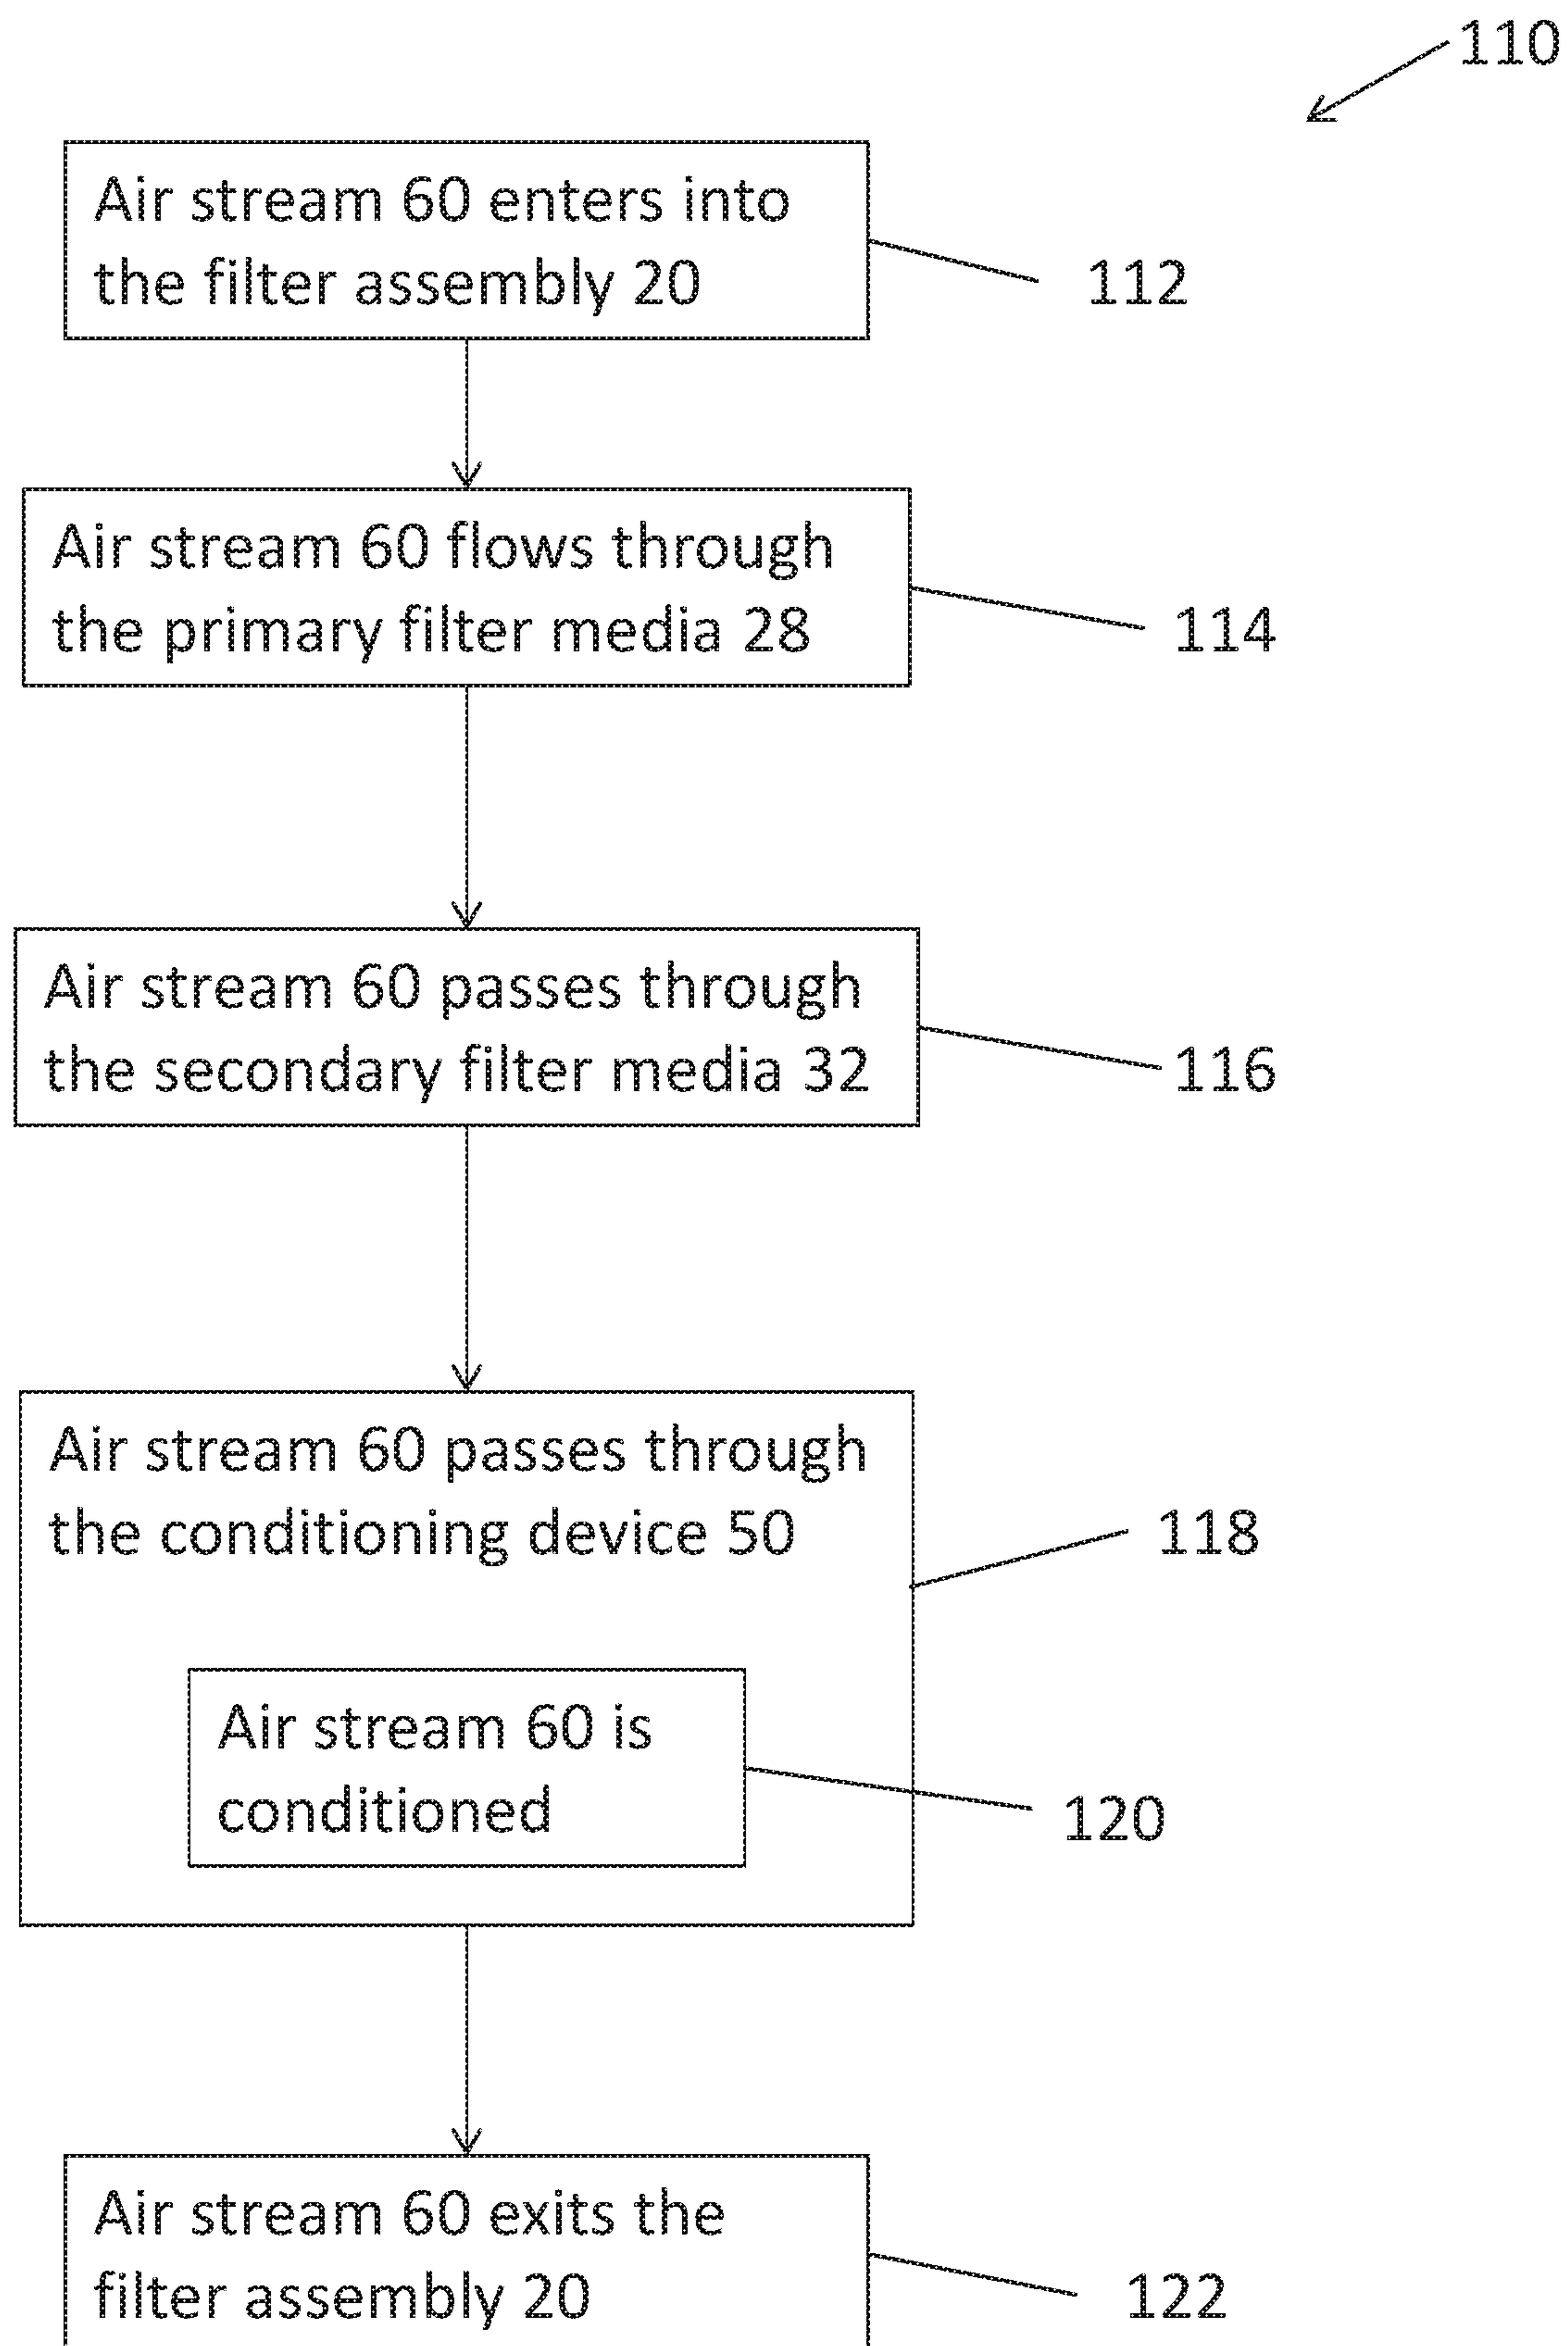 110
Air stream 60 enters into
the filter assembly 20
112
Air stream 60 flows through
the primary filter media 28
114
Air stream 60 passes through
the secondary filter media 32
116
Air stream 60 passes through
the conditioning device 50
118
Air stream 60 is
conditioned
120
Air stream 60 exits the
filter assembly 20
122